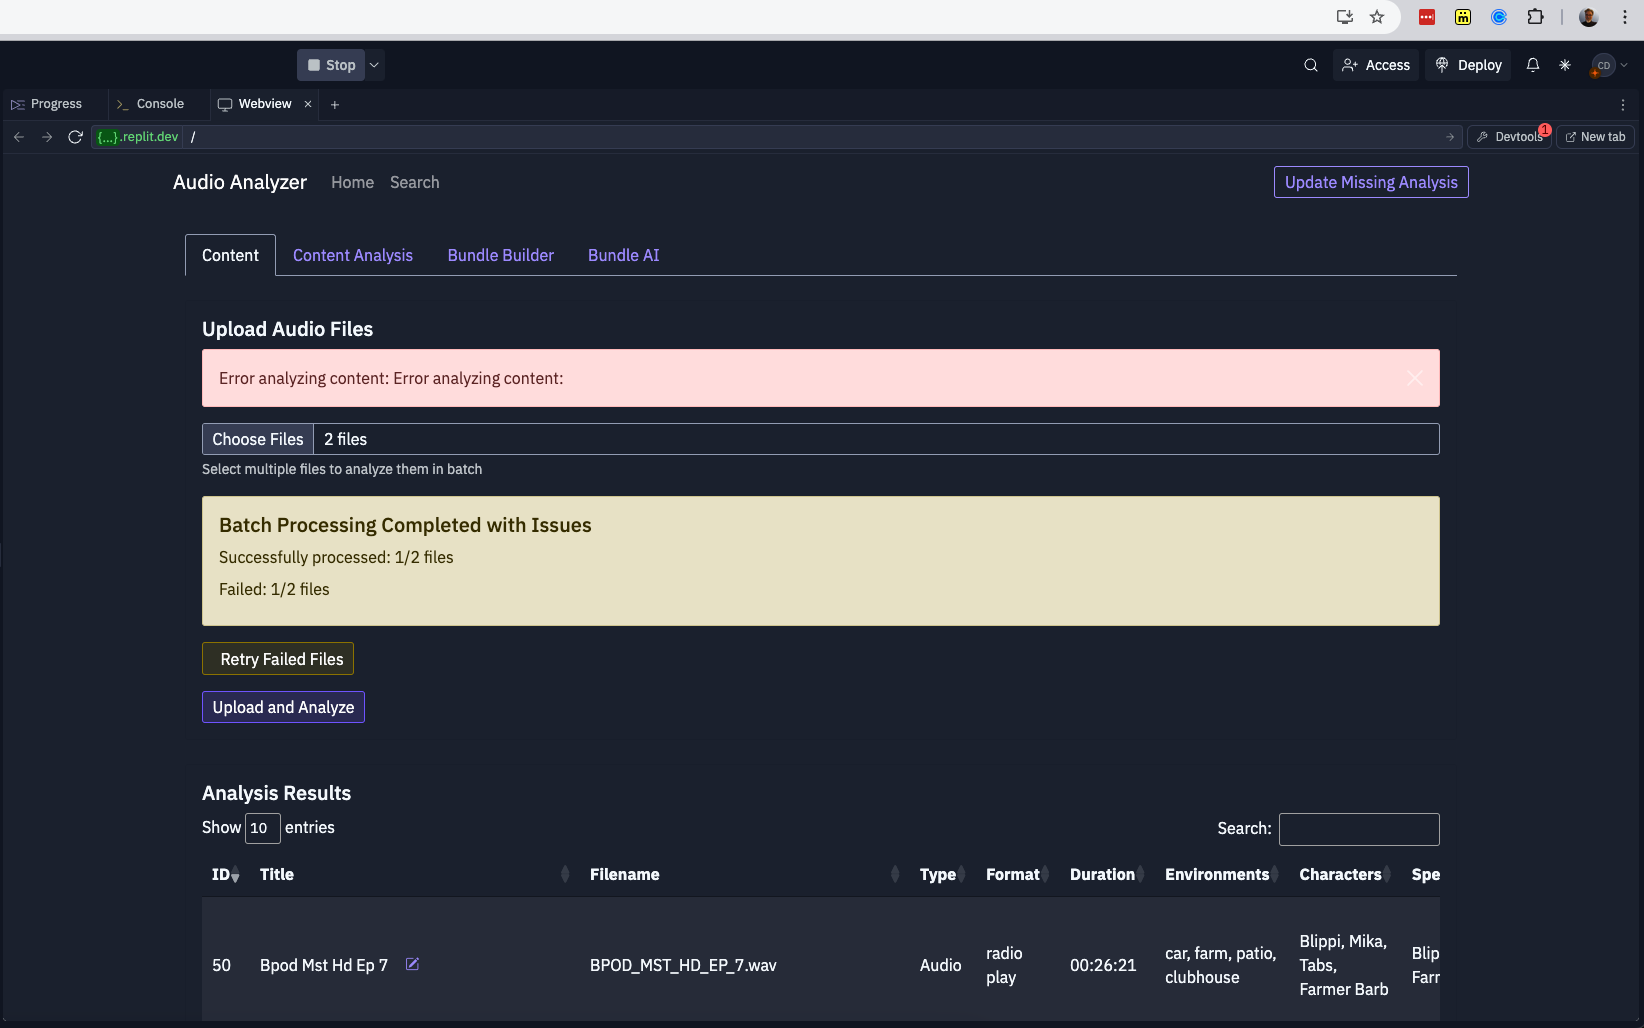 Stop
Access
Deploy
CD
Progress
Console
Webview
{...}.replit.dev /
Devtools
1
New tab
Audio Analyzer
Home
Search
Update Missing Analysis
Content
Content Analysis
Bundle Builder
Bundle AI
Upload Audio Files
Error analyzing content: Error analyzing content:
Choose Files 2 files
Select multiple files to analyze them in batch
Batch Processing Completed with Issues
Successfully processed: 1/2 files
Failed: 1/2 files
Retry Failed Files
Upload and Analyze
Analysis Results
Show 10 entries
Search:
ID Title Filename Type Format Duration Environments Characters Spe
50 Bpod Mst Hd Ep 7 BPOD_MST_HD_EP_7.wav Audio
radio
play
00:26:21
car, farm, patio,
clubhouse
Blippi, Mika,
Tabs,
Farmer Barb
Blip
Farr